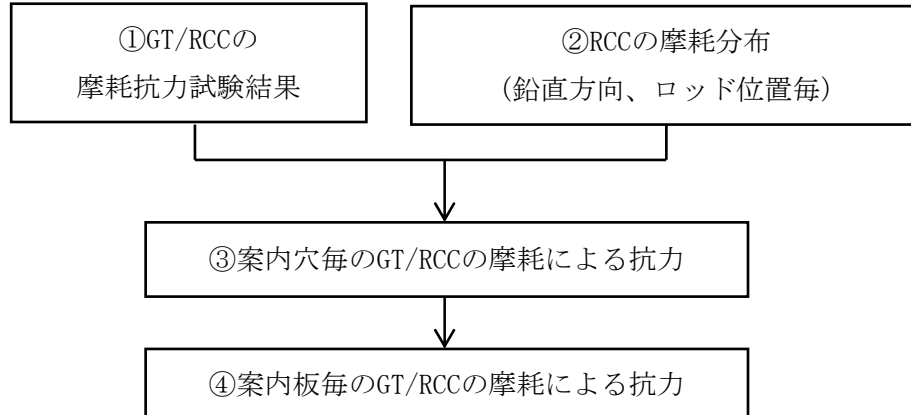 ①GT/RCCの
摩耗抗力試験結果
②RCCの摩耗分布
(鉛直方向、ロッド位置毎)
③案内穴毎のGT/RCCの摩耗による抗力
④案内板毎のGT/RCCの摩耗による抗力